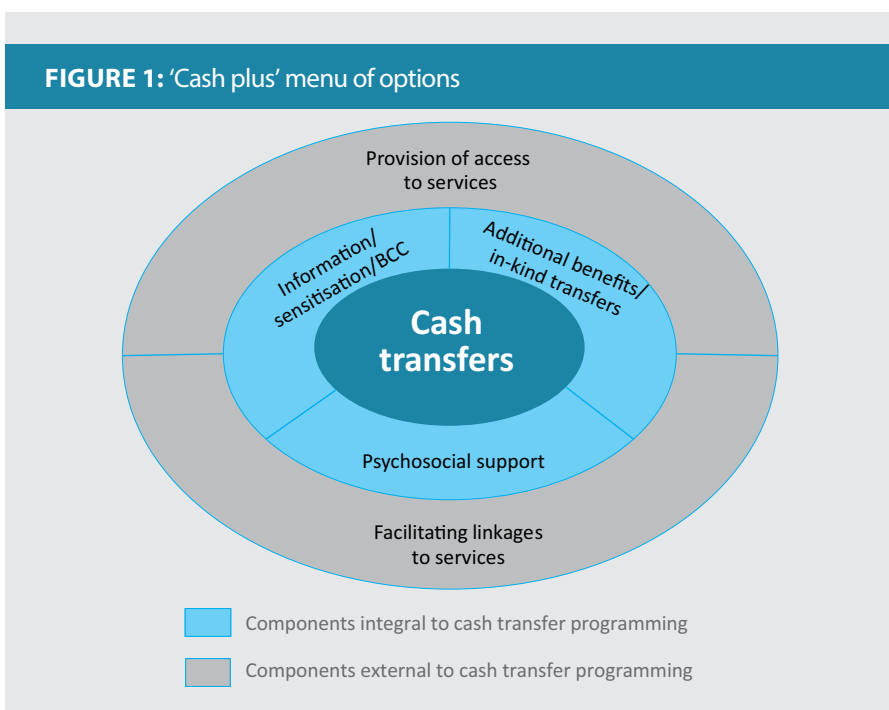 FIGURE 1: ‘Cash plus’ menu of options
Provision of access
to services
Information/
sensitisation/BCC
Additional benefits/
in-kind transfers
Cash
transfers
Psychosocial support
Facilitating linkages
to services
Components integral to cash transfer programming
Components external to cash transfer programming